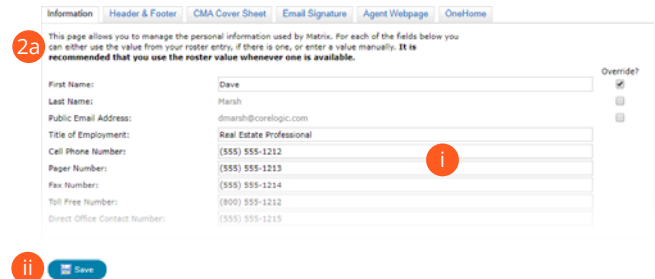 Information Header & Footer CMA Cover Sheet Email Signature Agent Webpage OneHome
2a
This page allows you to manage the personal information used by Matrix. For each of the fields below you
can either use the value from your roster entry, if there is one, or enter a value manually. It is
recommended that you use the roster value whenever one is available.
Override?
First Name: Dave
Last Name: Marsh
Public Email Address: dmarsh@corelogic.com
Title of Employment: Real Estate Professional
Cell Phone Number: (555) 555-1212
i
Pager Number: (555) 555-1213
Fax Number: (555) 555-1214
Toll Free Number: (800) 555-1212
Direct Office Contact Number: (555) 555-1215
ii Save